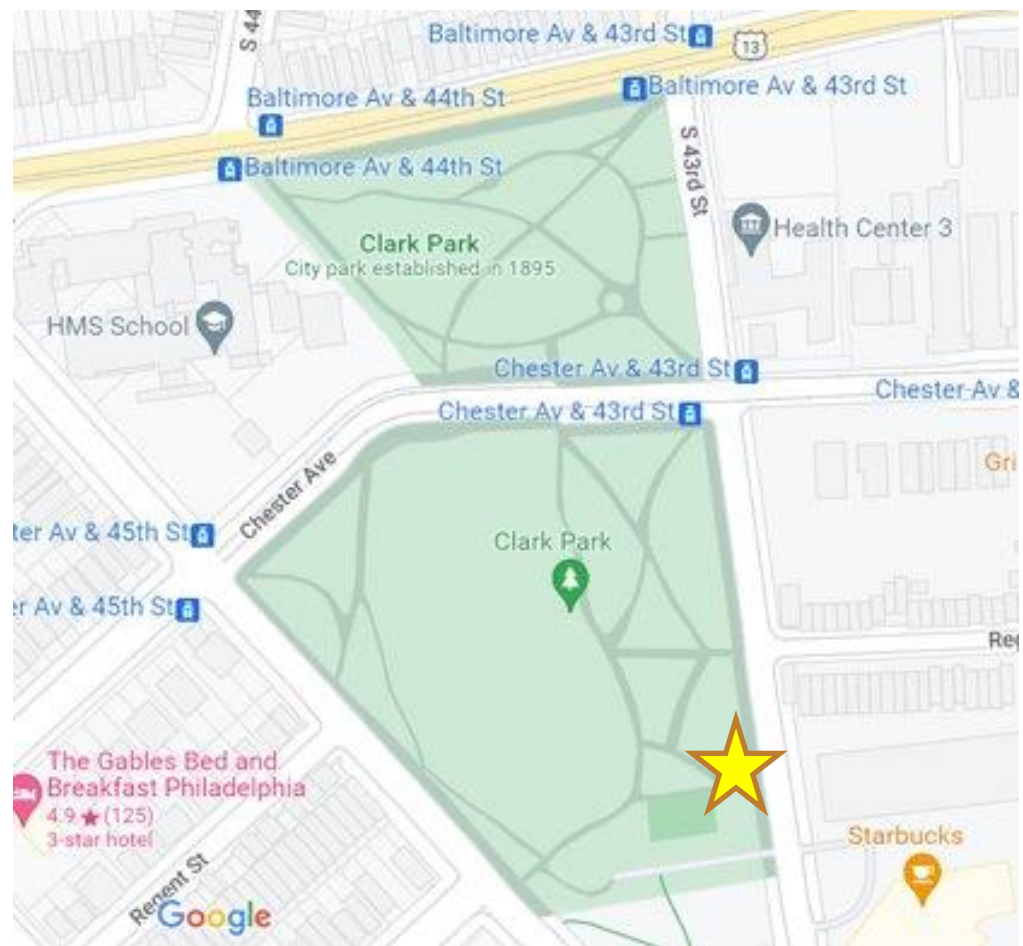 S 44
Baltimore Av & 43rd St
13
Baltimore Av & 44th St
Baltimore Av & 43rd St
Baltimore Av & 44th St
S 43rd St
Clark Park
City park established in 1895
Health Center 3
HMS School
Chester Av & 43rd St
Chester Av &
Chester Av & 43rd St
Gri
Chester Ave
ter Av & 45th St
Clark Park
er Av & 45th St
Reg
The Gables Bed and
Breakfast Philadelphia
4.9 ★ (125)
3-star hotel
Starbucks
Regent St
Google